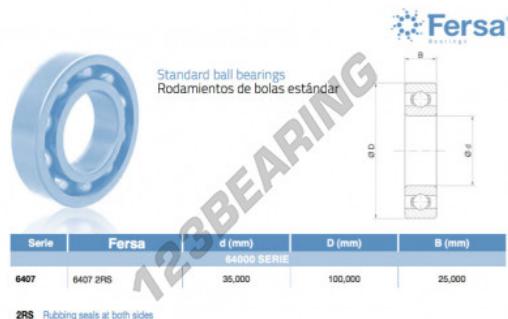 Fersa
Bearings
Standard ball bearings
Rodamientos de bolas estándar
B
Ø D
Ø d
123BEARING
Serie Fersa d (mm) D (mm) B (mm)
64000 SERIE
6407 6407 2RS 35,000 100,000 25,000
2RS Rubbing seals at both sides